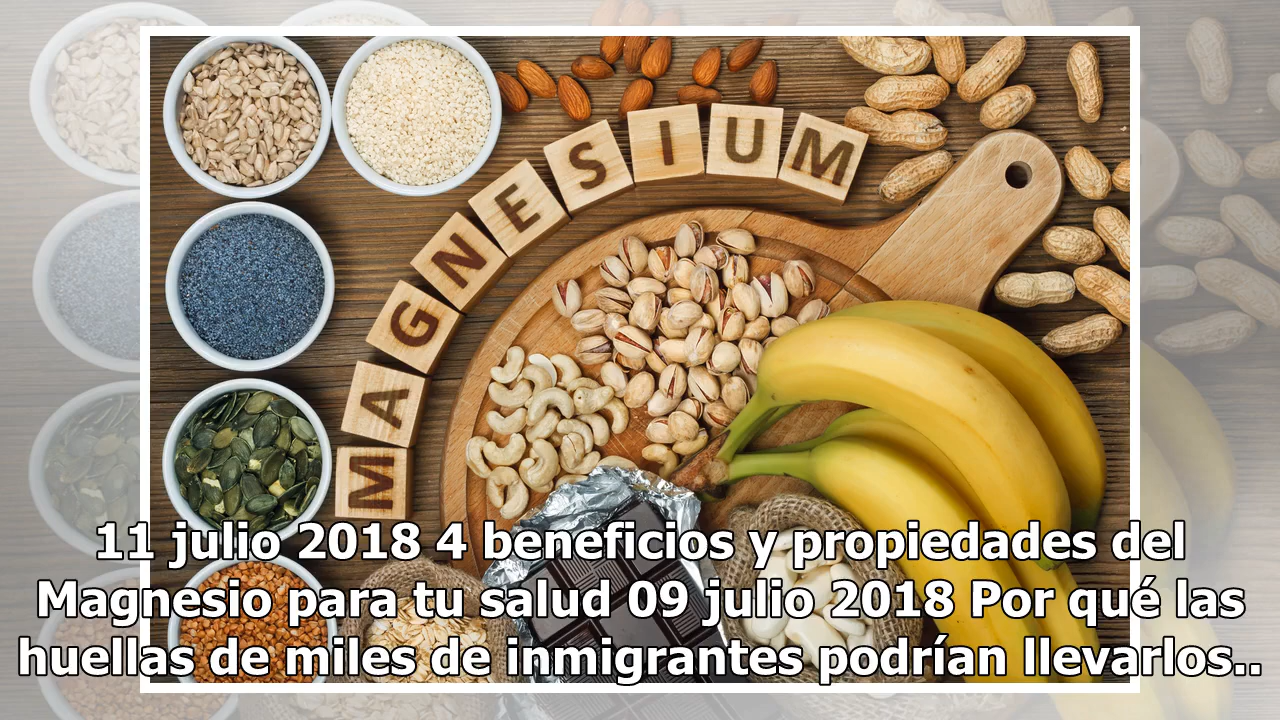 MAGNESIUM
11 julio 2018 4 beneficios y propiedades del
Magnesio para tu salud 09 julio 2018 Por qué las
huellas de miles de inmigrantes podrían llevarlos..